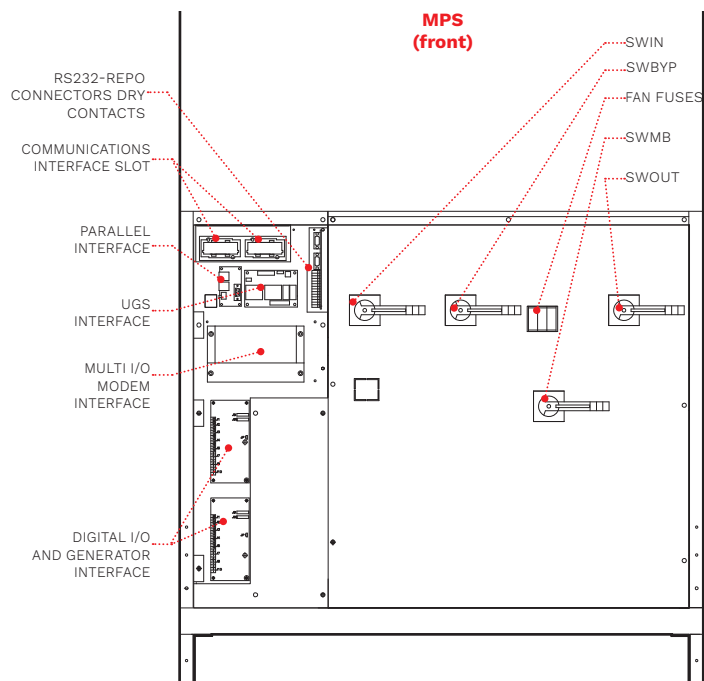 MPS
(front)
RS232-REPO
CONNECTORS DRY
CONTACTS
COMMUNICATIONS
INTERFACE SLOT
PARALLEL
INTERFACE
UGS
INTERFACE
MULTI I/O
MODEM
INTERFACE
DIGITAL I/O
AND GENERATOR
INTERFACE
SWIN
SWBYP
FAN FUSES
SWMB
SWOUT